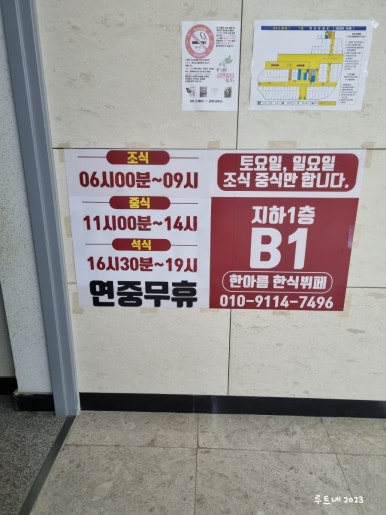 조식
06시00분~09시
중식
11시00분~14시
석식
16시30분~19시
연중무휴
토요일, 일요일
조식 중식만 합니다.
지하1층
B1
한아름 한식뷔페
010-9114-7496
루트네 2023